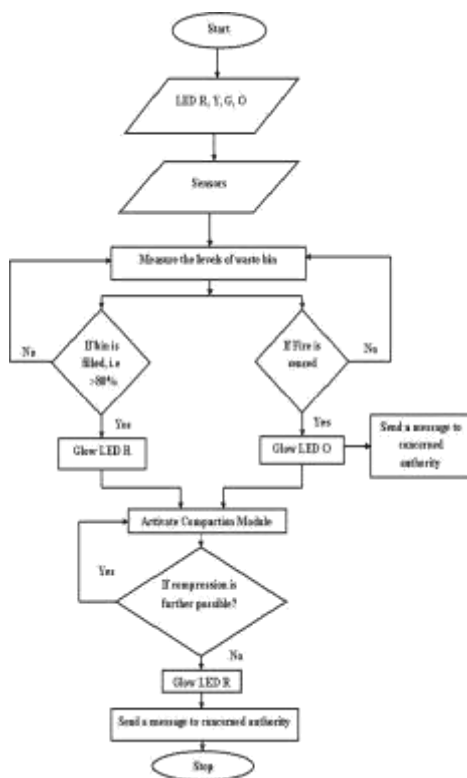 Start
LED R, Y, G, O
Sensors
Measure the levels of waste bin
No
If bin is
filled, i.e
>80%
If Fire is
sensed
No
Yes
Yes
Glow LED R
Glow LED O
Send a message to
concerned
authority
Activate Compaction Module
Yes
If compression is
further possible?
No
Glow LED R
Send a message to concerned authority
Stop